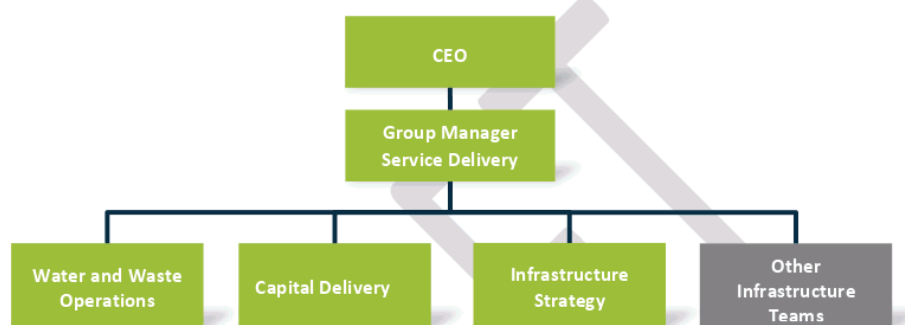 CEO
Group Manager
Service Delivery
Water and Waste
Operations
Capital Delivery
Infrastructure
Strategy
Other
Infrastructure
Teams